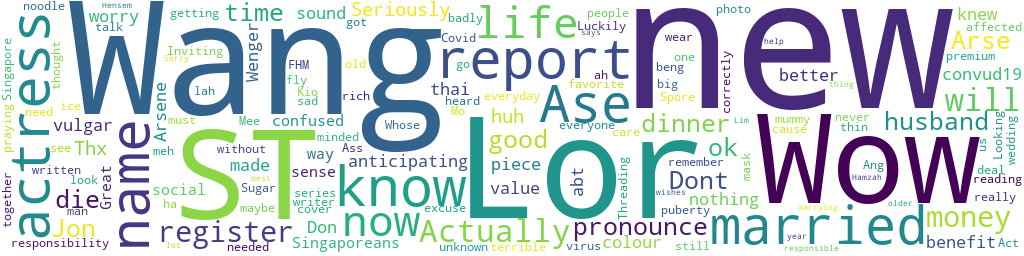 noodle
Hensem
worry
talk
getting
time
sound
Seriously
got
badly
life
people
Luckily
photo
knew
affected
Singapore
thought
Inviting
Wang
Wenger
FHM
old
Covid
go
report
thai
says
wear
new
one
Arse
actress
ice
lah
sorry
fly
Kio
sad
rich
ah
favorite
beng
big
help
better
thing
premium
convud19
praying
need
Arsene
must
confused
Whose
heard
Mo
everyday
Ase
Spore
correctly
will
vulgar
name
ST
Mee
minded
huh
everyone
care
dinner
Lim
mummy
cause
never
thin
husband
us
Looking
wedding
see
Thx
meh
without
way
Ass
anticipating
good
Lor
ok
Wow
Ang
Hamzah
deal
together
written
look
Great
made
sense
know
piece
abt
Threading
remember
mask
reading
die
man
social
Sugar
best
series
writer
value
Dont
wishes
marrying
older
really
Jon
ha
maybe
Don
cover
now
excuse
Actually
pronounce
puberty
nothing
married
year
money
responsibility
lot
register
needed
Singaporeans
unknown
terrible
virus
colour
still
responsible
benefit
Act